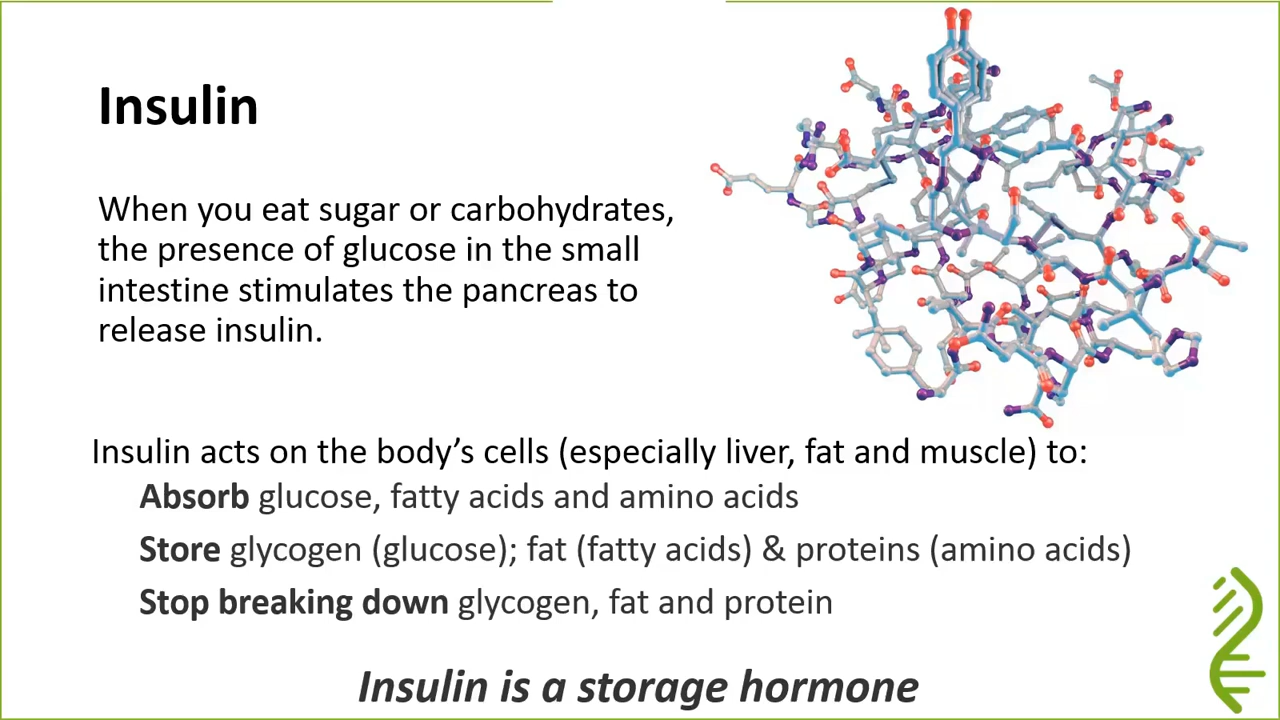 Insulin
When you eat sugar or carbohydrates,
the presence of glucose in the small
intestine stimulates the pancreas to
release insulin.
Insulin acts on the body’s cells (especially liver, fat and muscle) to:
Absorb glucose, fatty acids and amino acids
Store glycogen (glucose); fat (fatty acids) & proteins (amino acids)
Stop breaking down glycogen, fat and protein
Insulin is a storage hormone